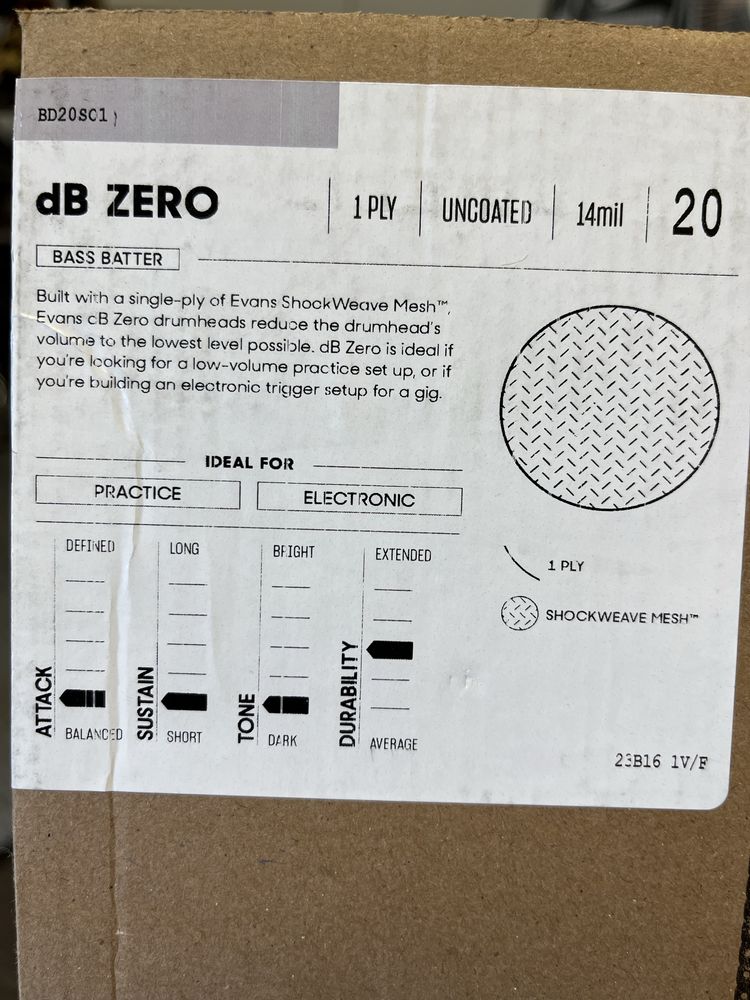 BD20SC1
dB ZERO
1 PLY
UNCOATED
14mil
20
BASS BATTER
Built with a single-ply of Evans ShockWeave Mesh™,
Evans dB Zero drumheads reduce the drumhead's
volume to the lowest level possible. dB Zero is ideal if
you're looking for a low-volume practice set up, or if
you're building an electronic trigger setup for a gig.
IDEAL FOR
PRACTICE
ELECTRONIC
ATTACK
DEFINED
BALANCED
SUSTAIN
LONG
SHORT
TONE
BRIGHT
DARK
DURABILITY
EXTENDED
AVERAGE
1 PLY
SHOCKWEAVE MESH™
23B16 1V/F